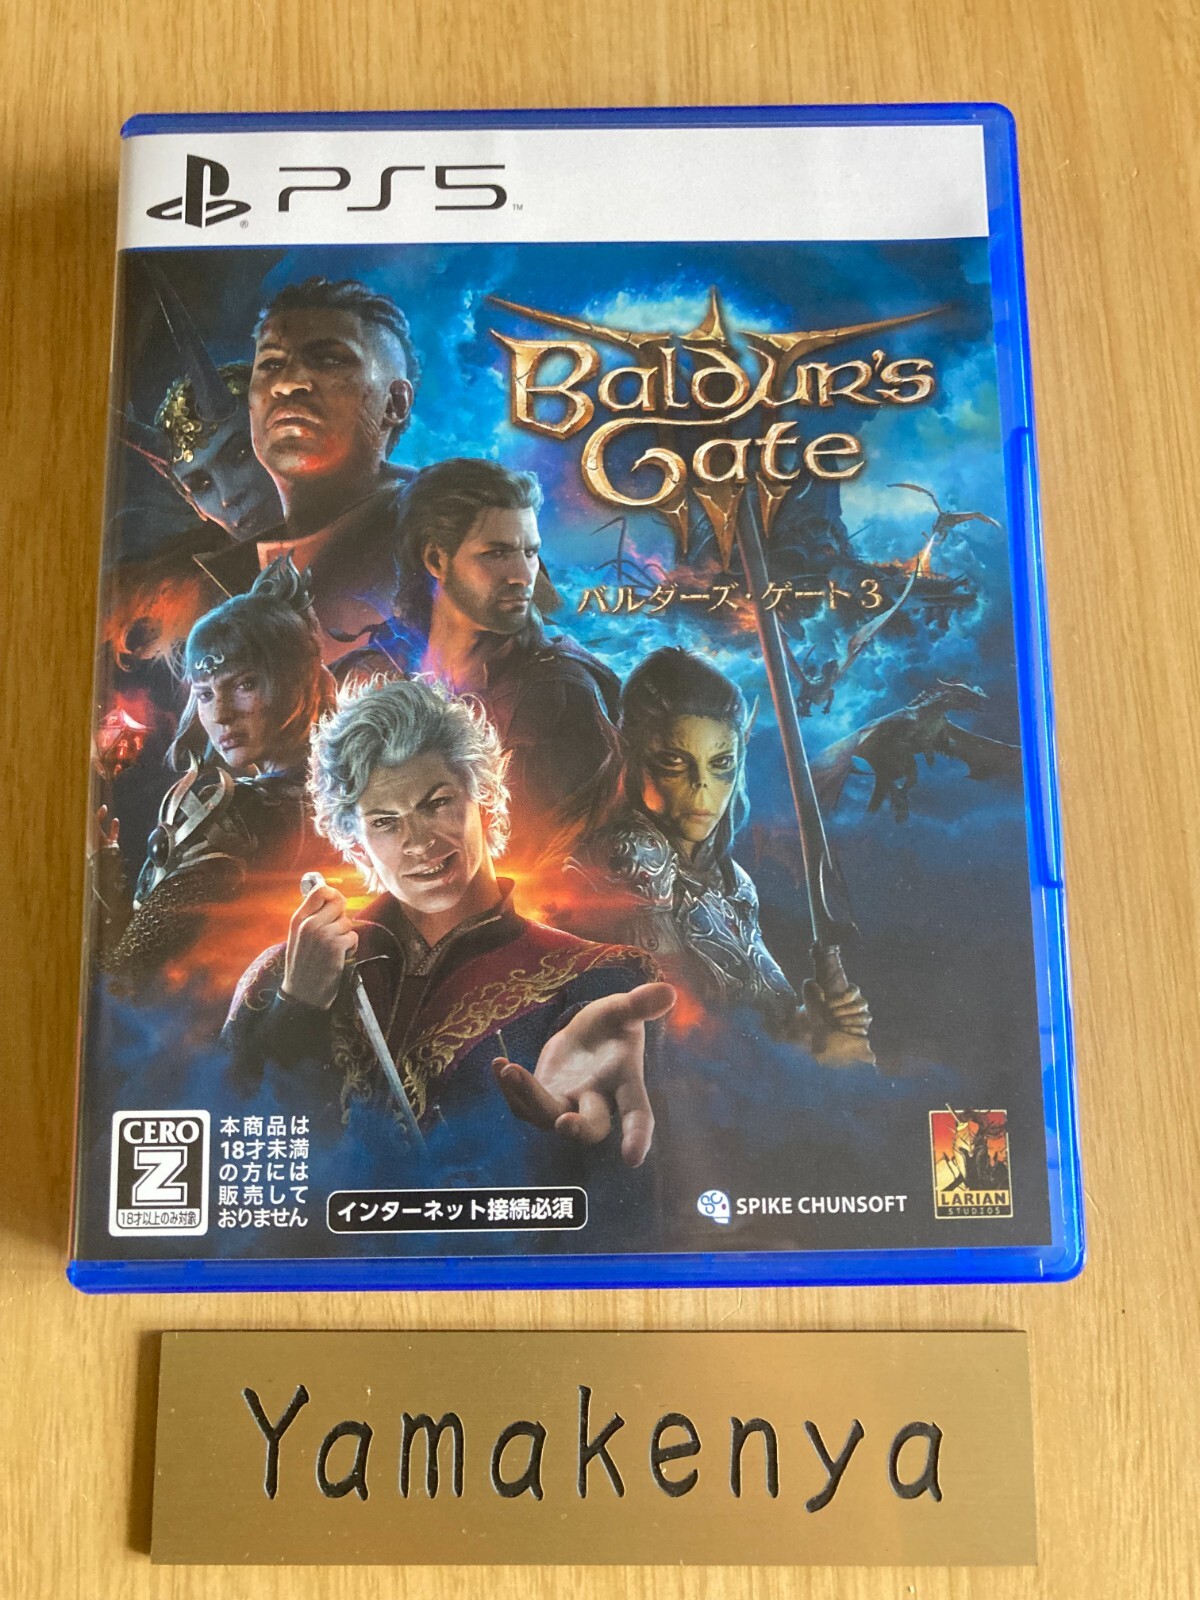 PS5
Baldur's
Gate
III
バルダーズ・ゲート3
CERO
Z
18才以上のみ対象
本商品は
18才未満
の方には
販売して
おりません
インターネット接続必須
SPIKE CHUNSOFT
LARIAN
STUDIOS
Yamakenya